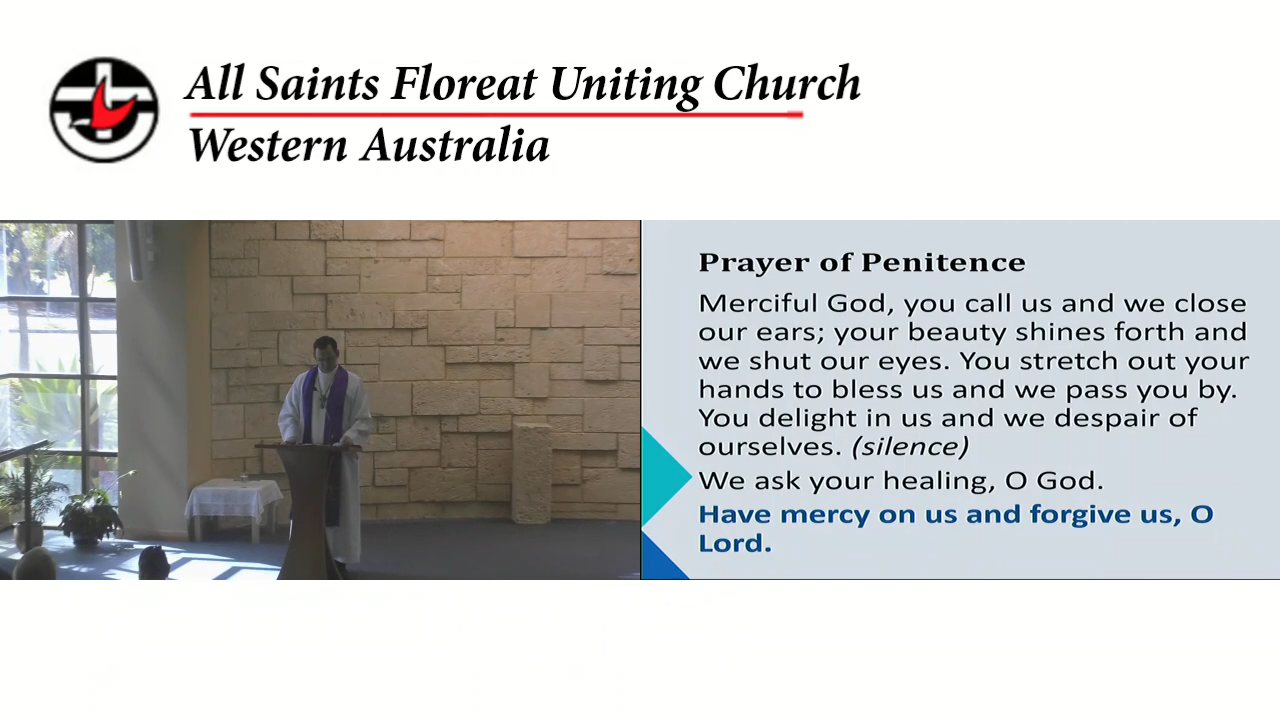 All Saints Floreat Uniting Church
Western Australia
Prayer of Penitence
Merciful God, you call us and we close
our ears; your beauty shines forth and
we shut our eyes. You stretch out your
hands to bless us and we pass you by.
You delight in us and we despair of
ourselves. (silence)
We ask your healing, O God.
Have mercy on us and forgive us, O
Lord.